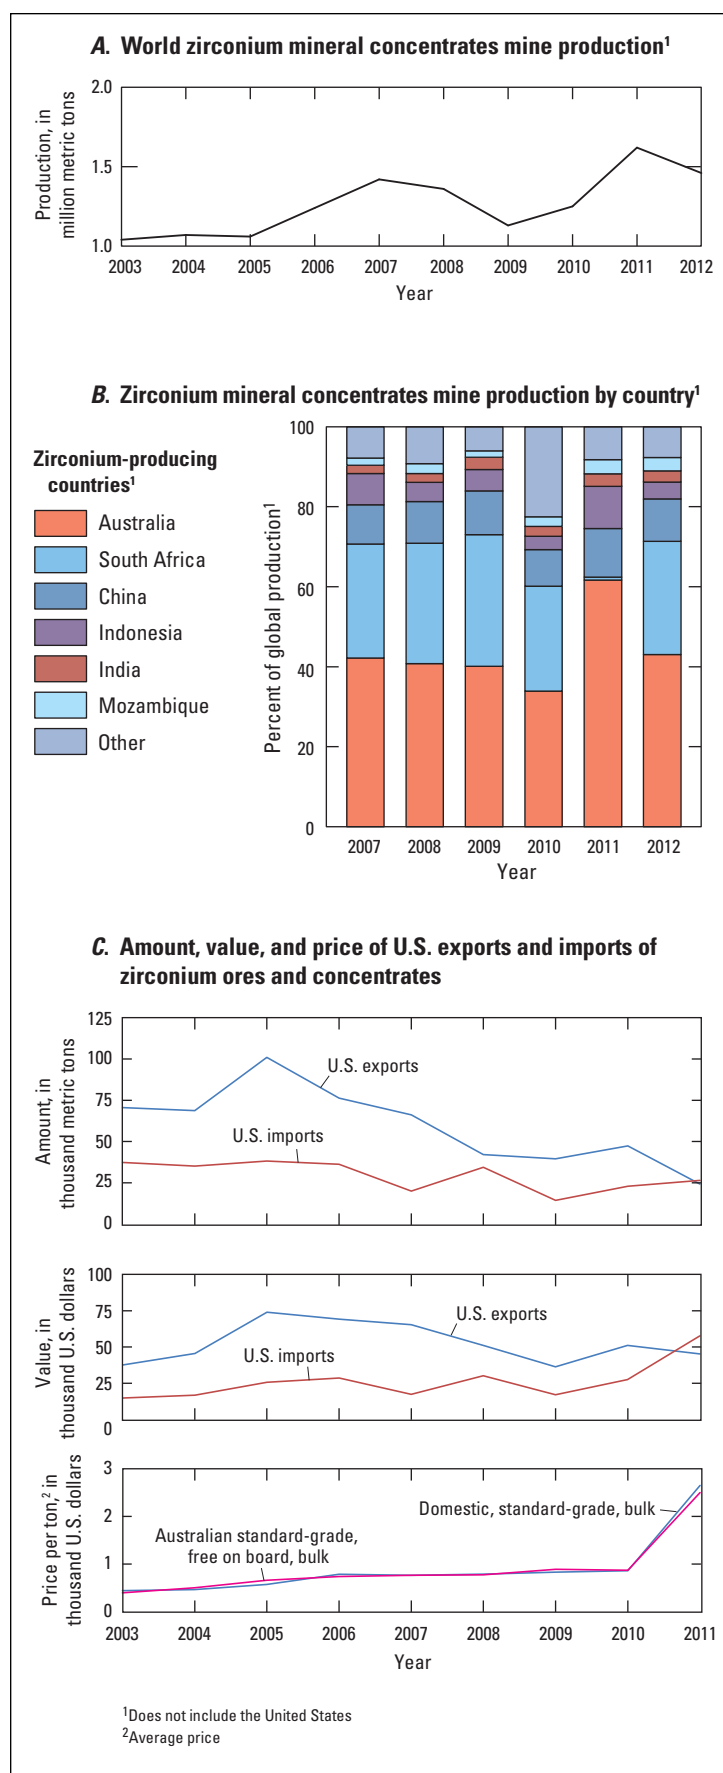 A. World zirconium mineral concentrates mine production¹
Production, in
million metric tons
2.0
1.5
1.0
2003 2004 2005 2006 2007 2008 2009 2010 2011 2012
Year
B. Zirconium mineral concentrates mine production by country¹
Zirconium-producing
countries¹
Australia
South Africa
China
Indonesia
India
Mozambique
Other
Percent of global production¹
100
80
60
40
20
0
2007 2008 2009 2010 2011 2012
Year
C. Amount, value, and price of U.S. exports and imports of
zirconium ores and concentrates
Amount, in
thousand metric tons
125
100
75
50
25
0
U.S. exports
U.S. imports
Value, in
thousand U.S. dollars
100
75
50
25
0
U.S. exports
U.S. imports
Price per ton,² in
thousand U.S. dollars
3
2
1
0
Domestic, standard-grade, bulk
Australian standard-grade,
free on board, bulk
2003 2004 2005 2006 2007 2008 2009 2010 2011
Year
¹Does not include the United States
²Average price